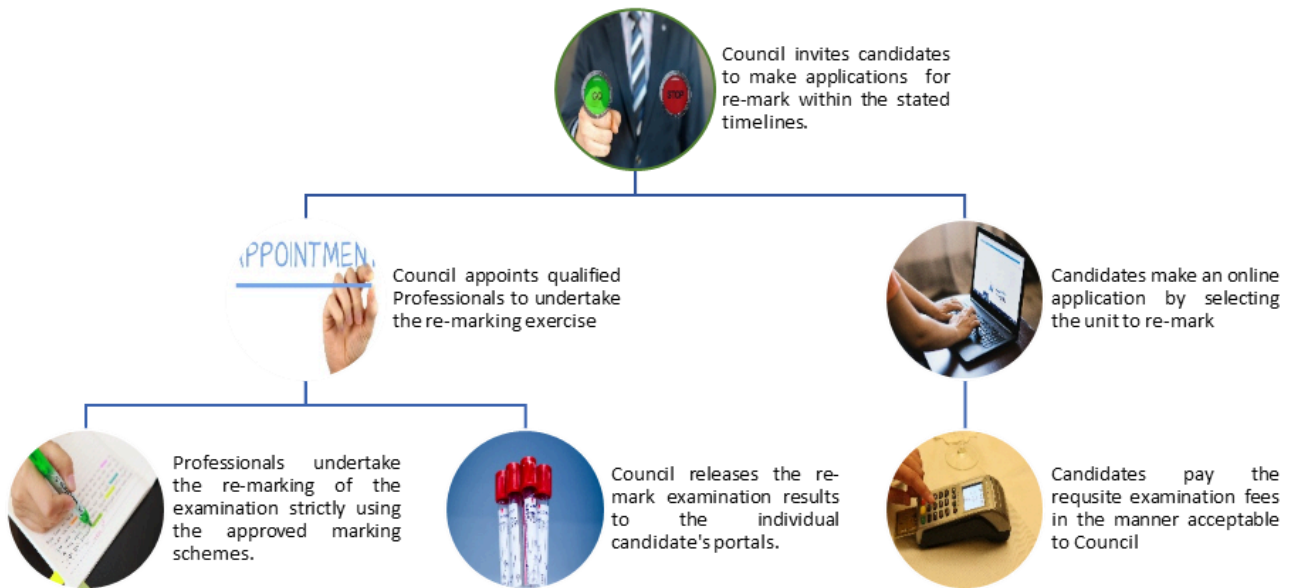 Council invites candidates
to make applications for
re-mark within the stated
timelines.
GO
STOP
APPOINTMEN
Council appoints qualified
Professionals to undertake
the re-marking exercise
Candidates make an online
application by selecting
the unit to re-mark
Professionals undertake
the re-marking of the
examination strictly using
the approved marking
schemes.
Council releases the re-
mark examination results
to the individual
candidate's portals.
Candidates pay the
requsite examination fees
in the manner acceptable
to Council